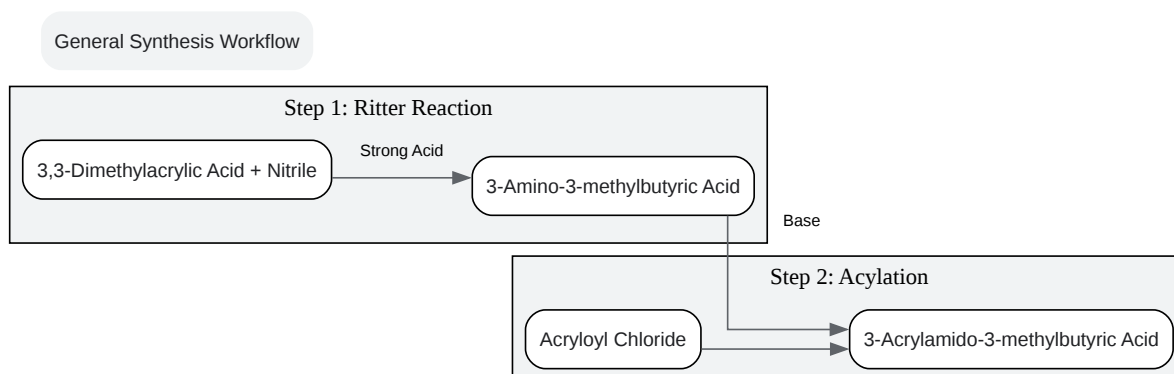 General Synthesis Workflow
Step 1: Ritter Reaction
3,3-Dimethylacrylic Acid + Nitrile
Strong Acid
3-Amino-3-methylbutyric Acid
Base
Step 2: Acylation
Acryloyl Chloride
3-Acrylamido-3-methylbutyric Acid